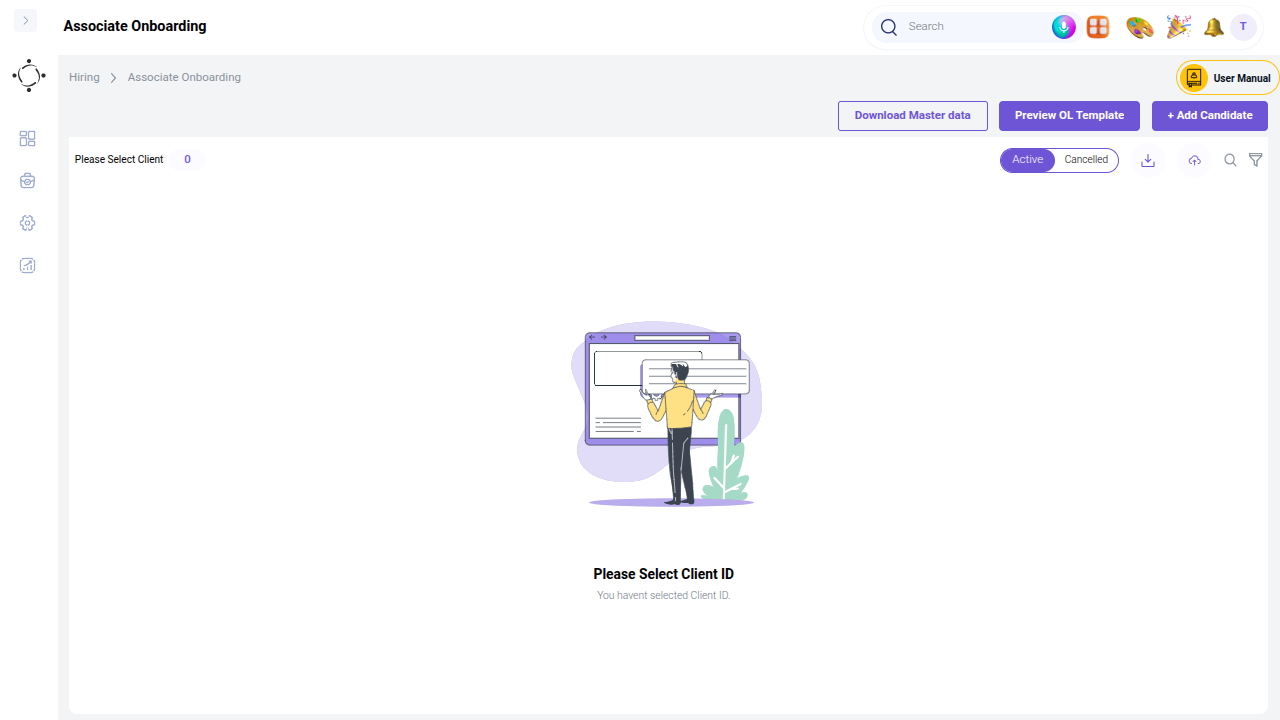 Associate Onboarding
Search
T
Hiring
Associate Onboarding
User Manual
Download Master data
Preview OL Template
+ Add Candidate
Please Select Client
0
Active
Cancelled
Please Select Client ID
You havent selected Client ID.